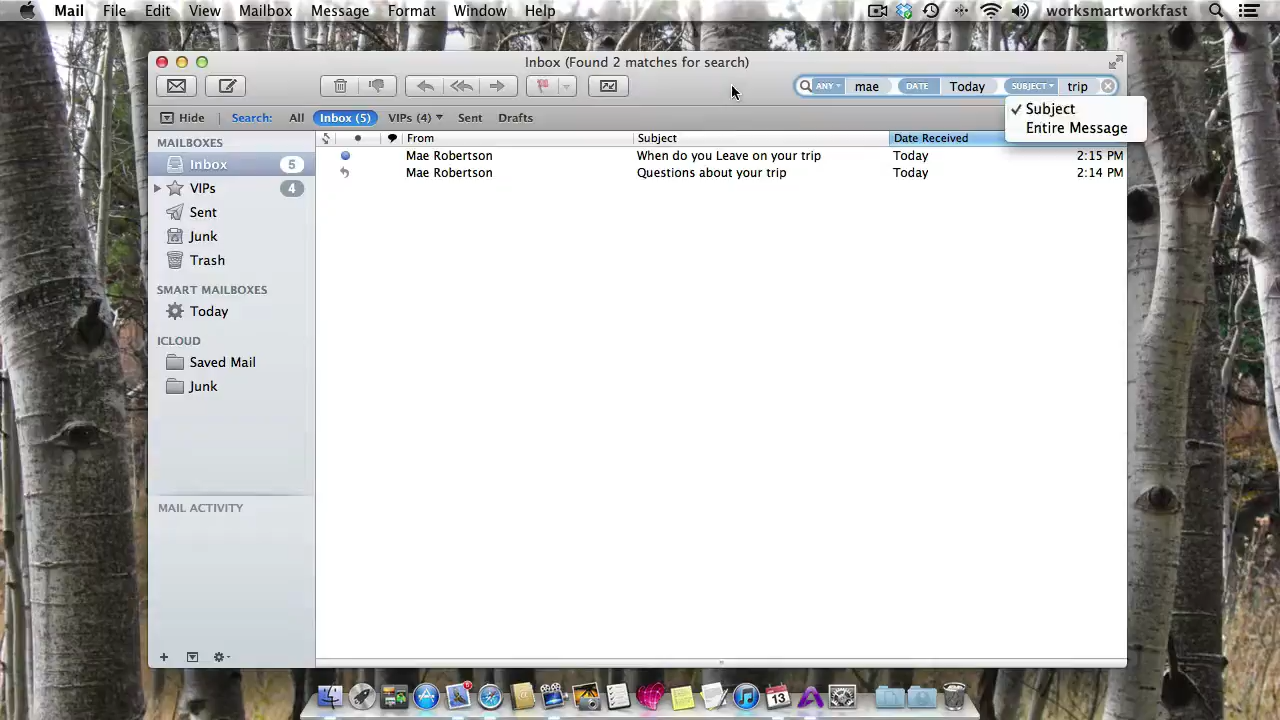 Mail File Edit View Mailbox Message Format Window Help worksmartworkfast
Inbox (Found 2 matches for search)
ANY mae DATE Today SUBJECT trip
Subject
Entire Message
Hide Search: All Inbox (5) VIPs (4) Sent Drafts
MAILBOXES
Inbox 5
VIPs 4
Sent
Junk
Trash
SMART MAILBOXES
Today
ICLOUD
Saved Mail
Junk
MAIL ACTIVITY
From Subject Date Received
Mae Robertson When do you Leave on your trip Today 2:15 PM
Mae Robertson Questions about your trip Today 2:14 PM
13